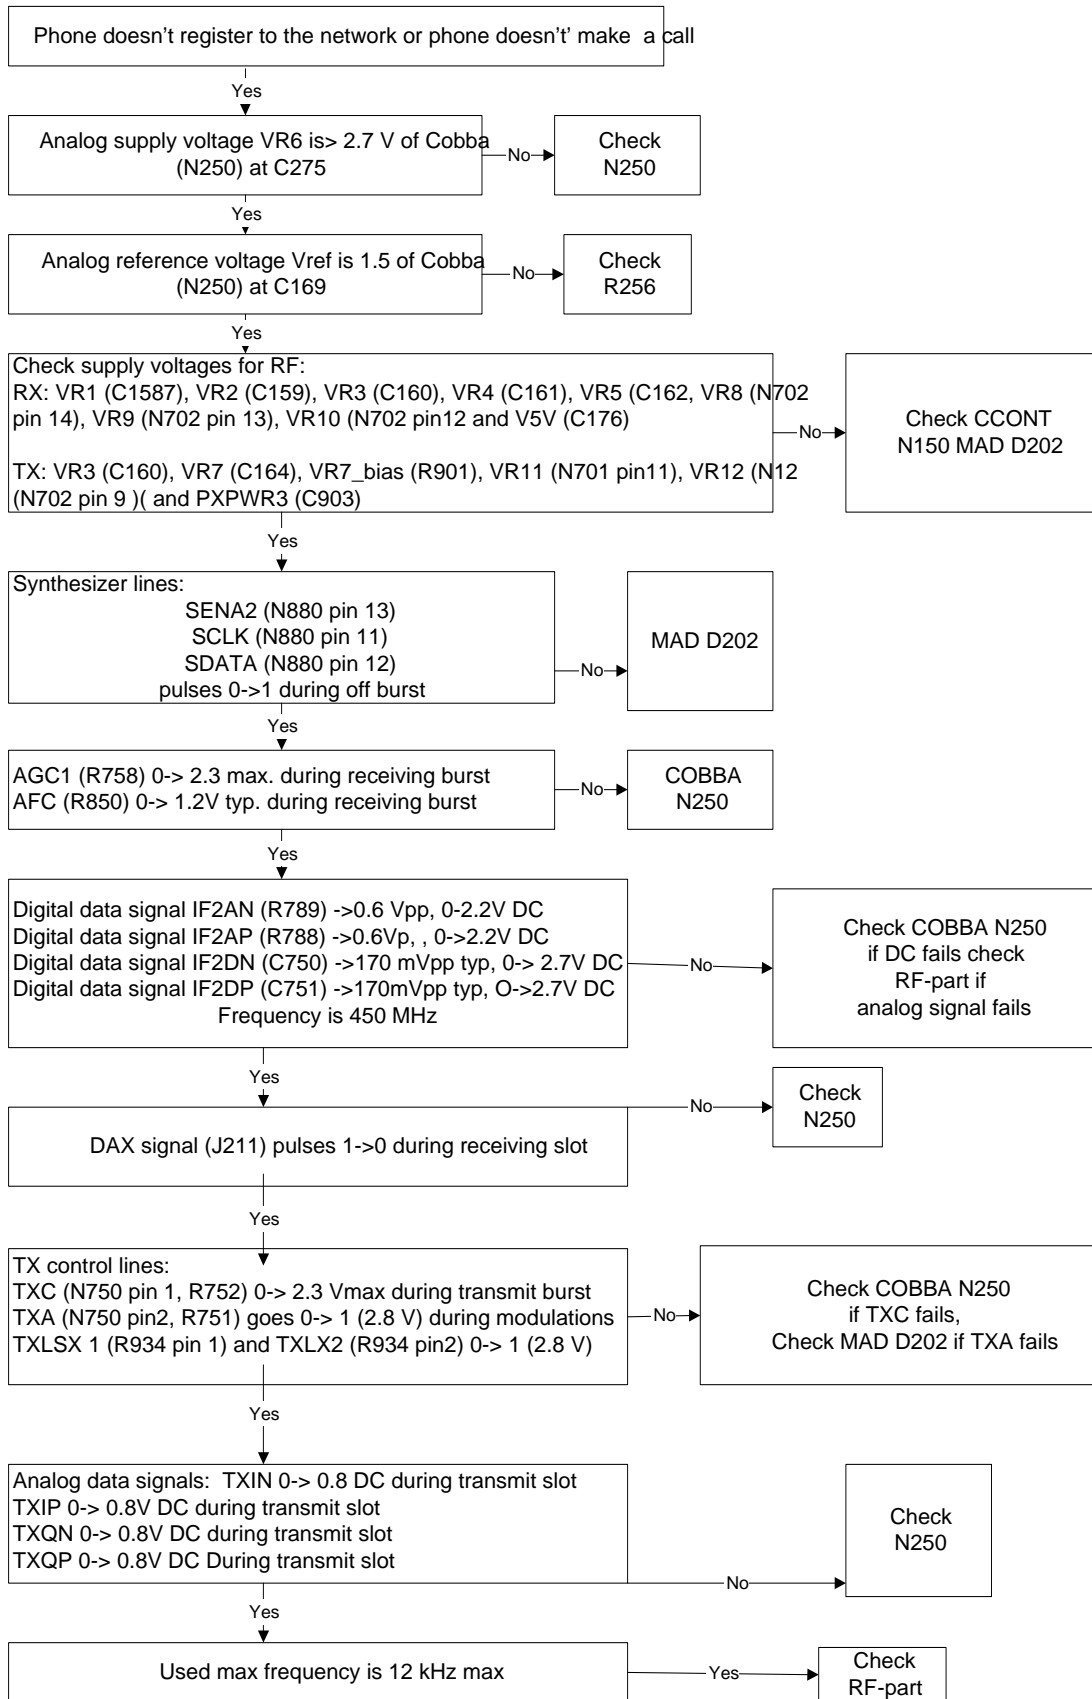 Phone doesn't register to the network or phone doesn't' make  a call
Yes
Analog supply voltage VR6 is> 2.7 V of Cobba
(N250) at C275
No
Check
N250
Yes
Analog reference voltage Vref is 1.5 of Cobba
(N250) at C169
No
Check
R256
Yes
Check supply voltages for RF:
RX: VR1 (C1587), VR2 (C159), VR3 (C160), VR4 (C161), VR5 (C162, VR8 (N702
pin 14), VR9 (N702 pin 13), VR10 (N702 pin12 and V5V (C176)
TX: VR3 (C160), VR7 (C164), VR7_bias (R901), VR11 (N701 pin11), VR12 (N12
(N702 pin 9 )( and PXPWR3 (C903)
No
Check CCONT
N150 MAD D202
Yes
Synthesizer lines:
SENA2 (N880 pin 13)
SCLK (N880 pin 11)
SDATA (N880 pin 12)
pulses 0->1 during off burst
No
MAD D202
Yes
AGC1 (R758) 0-> 2.3 max. during receiving burst
AFC (R850) 0-> 1.2V typ. during receiving burst
No
COBBA
N250
Yes
Digital data signal IF2AN (R789) ->0.6 Vpp, 0-2.2V DC
Digital data signal IF2AP (R788) ->0.6Vp, , 0->2.2V DC
Digital data signal IF2DN (C750) ->170 mVpp typ, 0-> 2.7V DC
Digital data signal IF2DP (C751) ->170mVpp typ, O->2.7V DC
Frequency is 450 MHz
No
Check COBBA N250
if DC fails check
RF-part if
analog signal fails
Yes
DAX signal (J211) pulses 1->0 during receiving slot
No
Check
N250
Yes
TX control lines:
TXC (N750 pin 1, R752) 0-> 2.3 Vmax during transmit burst
TXA (N750 pin2, R751) goes 0-> 1 (2.8 V) during modulations
TXLSX 1 (R934 pin 1) and TXLX2 (R934 pin2) 0-> 1 (2.8 V)
No
Check COBBA N250
if TXC fails,
Check MAD D202 if TXA fails
Yes
Analog data signals:  TXIN 0-> 0.8 DC during transmit slot
TXIP 0-> 0.8V DC during transmit slot
TXQN 0-> 0.8V DC during transmit slot
TXQP 0-> 0.8V DC During transmit slot
No
Check
N250
Yes
Used max frequency is 12 kHz max
Yes
Check
RF-part